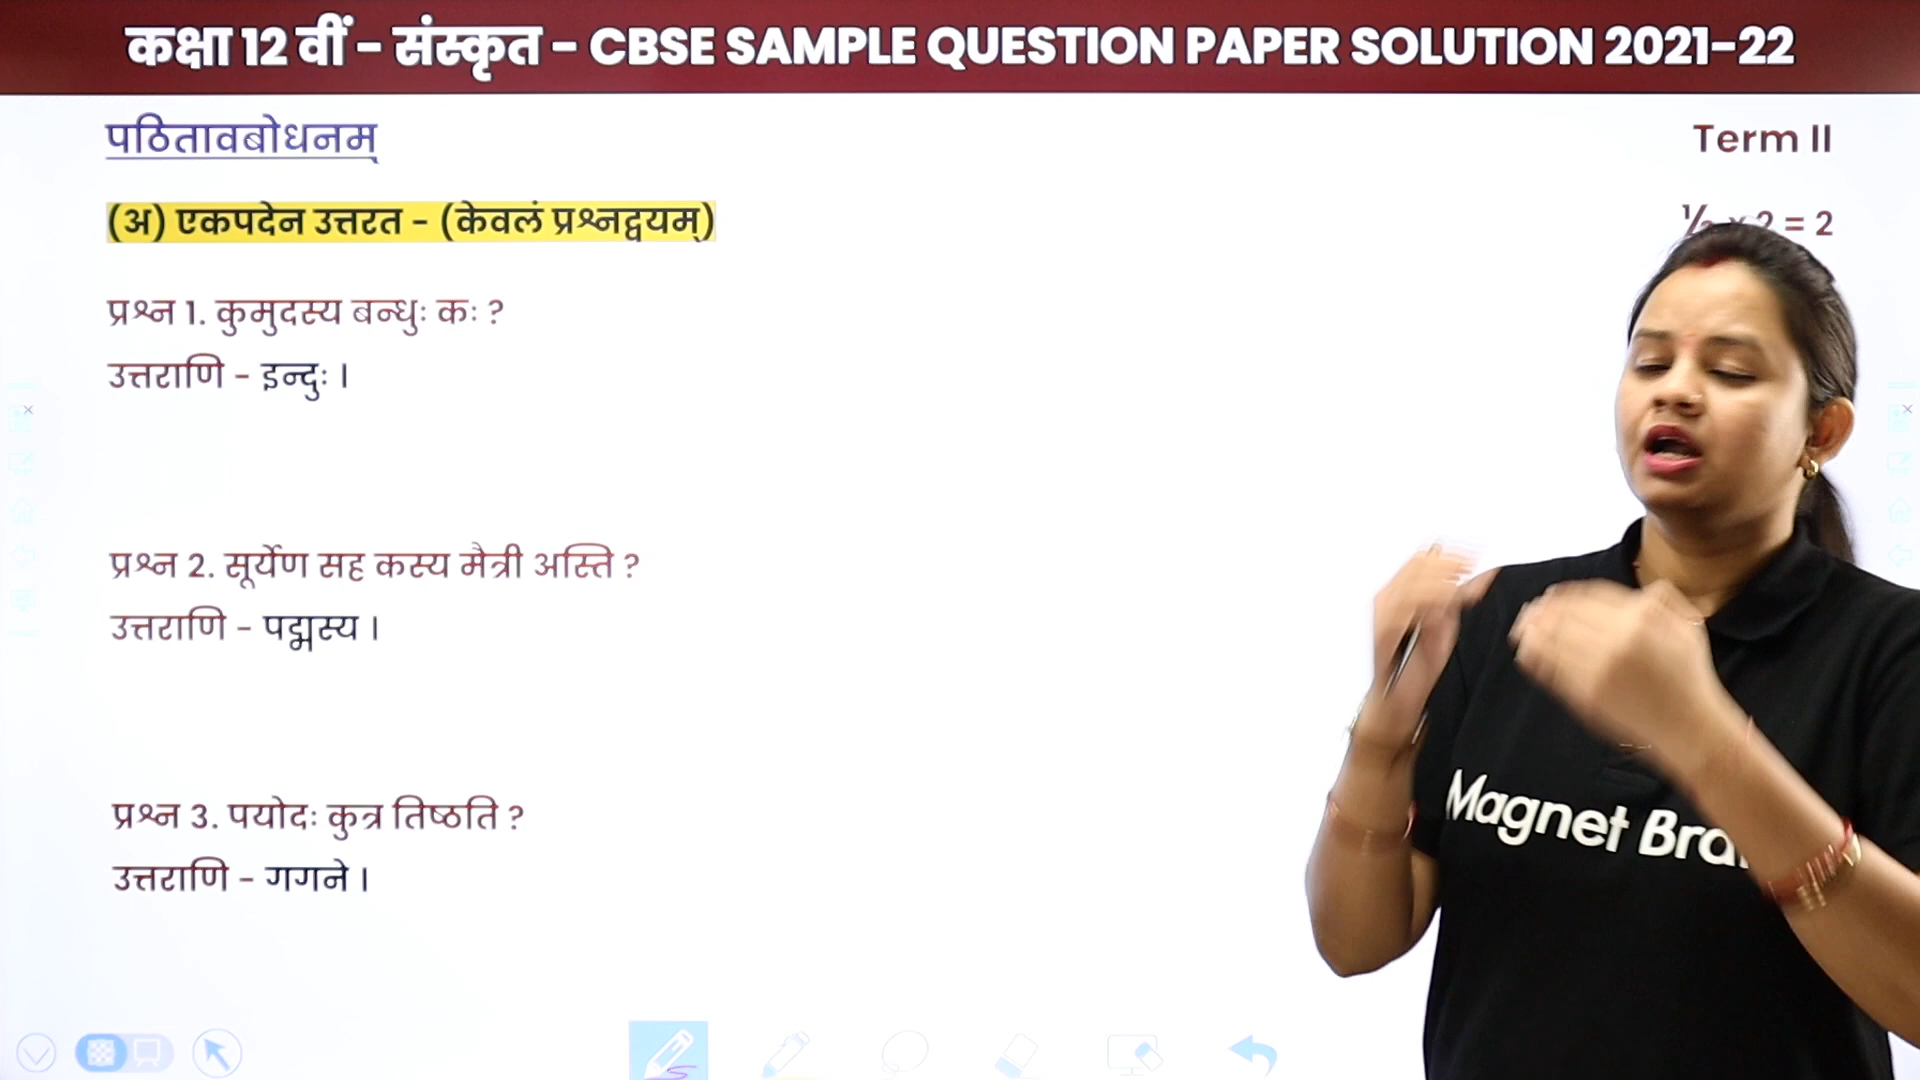 कक्षा 12 वीं - संस्कृत - CBSE SAMPLE QUESTION PAPER SOLUTION 2021-22
पठितावबोधनम्
Term II
(अ) एकपदेन उत्तरत - (केवलं प्रश्नद्वयम्)
= 2
प्रश्न 1. कुमुदस्य बन्धुः कः ?
उत्तराणि - इन्दुः ।
प्रश्न 2. सूर्येण सह कस्य मैत्री अस्ति ?
उत्तराणि - पद्मस्य ।
प्रश्न 3. पयोदः कुत्र तिष्ठति ?
उत्तराणि - गगने ।
Magnet